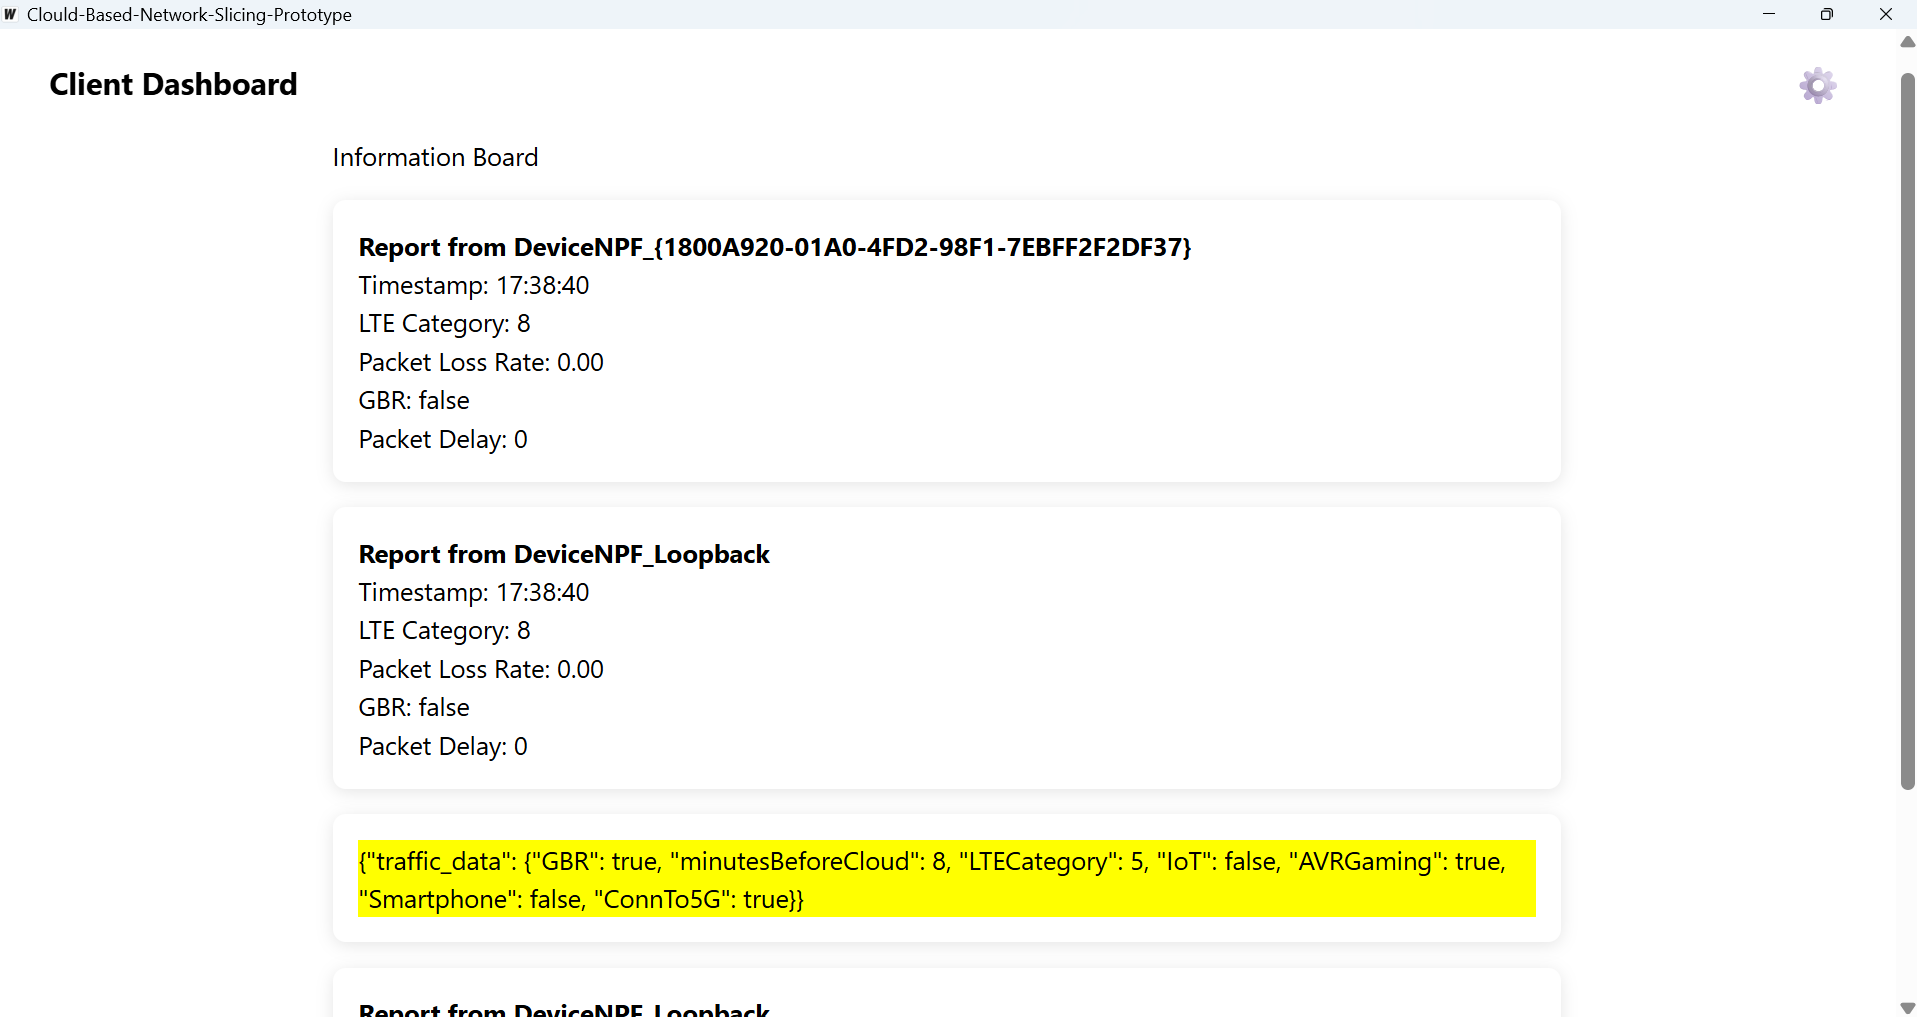 W Clould-Based-Network-Slicing-Prototype
Client Dashboard
Information Board
Report from DeviceNPF_{1800A920-01A0-4FD2-98F1-7EBFF2F2DF37}
Timestamp: 17:38:40
LTE Category: 8
Packet Loss Rate: 0.00
GBR: false
Packet Delay: 0
Report from DeviceNPF_Loopback
Timestamp: 17:38:40
LTE Category: 8
Packet Loss Rate: 0.00
GBR: false
Packet Delay: 0
{"traffic_data": {"GBR": true, "minutesBeforeCloud": 8, "LTECategory": 5, "IoT": false, "AVRGaming": true,
"Smartphone": false, "ConnTo5G": true}}
Report from DeviceNPF_Loopback